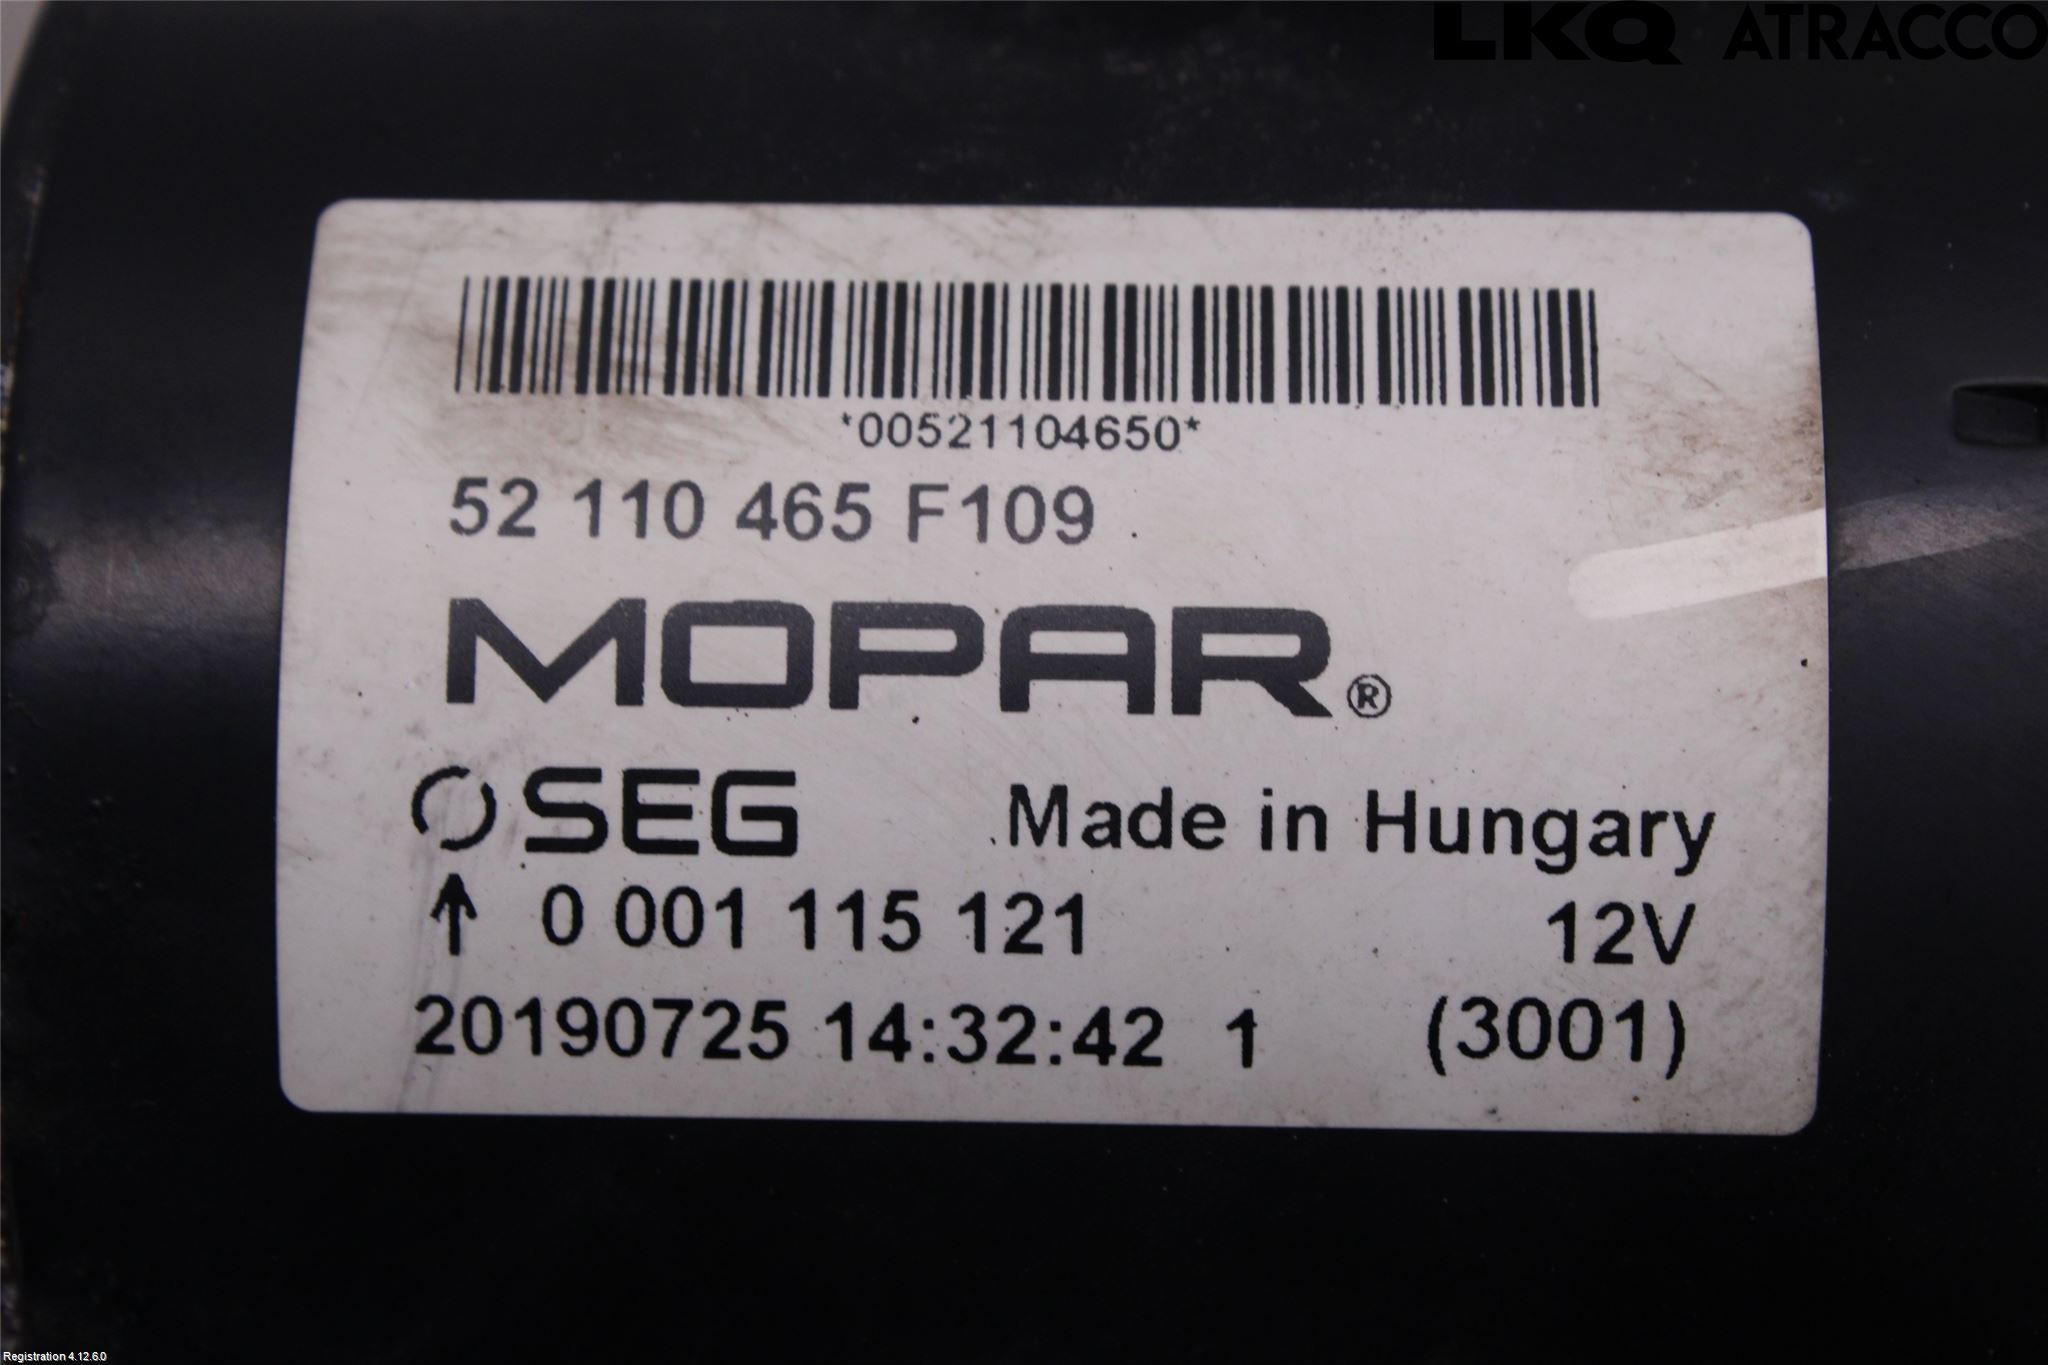 LKQ ATRACCO
*00521104650*
52 110 465 F109
MOPAR®
SEG Made in Hungary
↑ 0 001 115 121 12V
20190725 14:32:42 1 (3001)
Registration 4.12.6.0